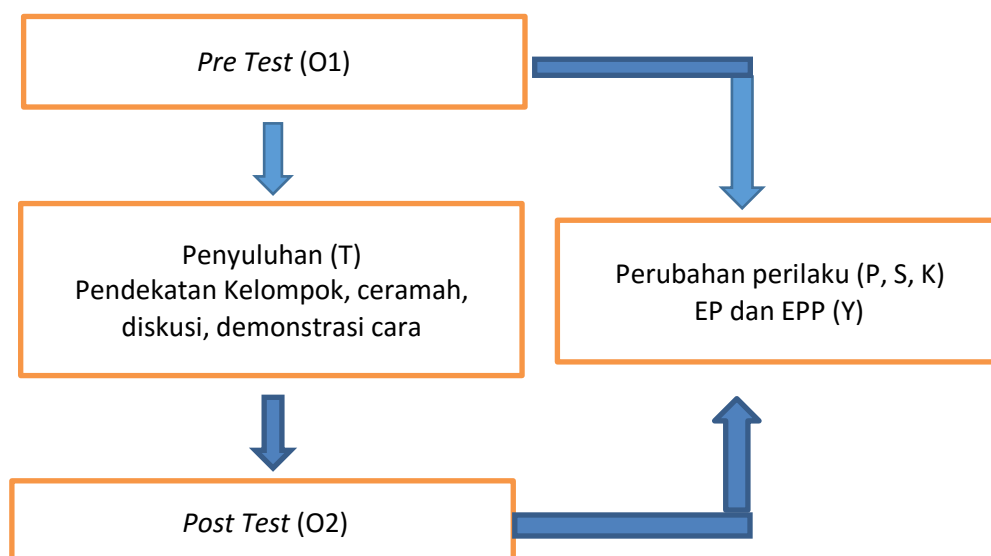 Pre Test (O1)
Penyuluhan (T)
Pendekatan Kelompok, ceramah,
diskusi, demonstrasi cara
Perubahan perilaku (P, S, K)
EP dan EPP (Y)
Post Test (O2)